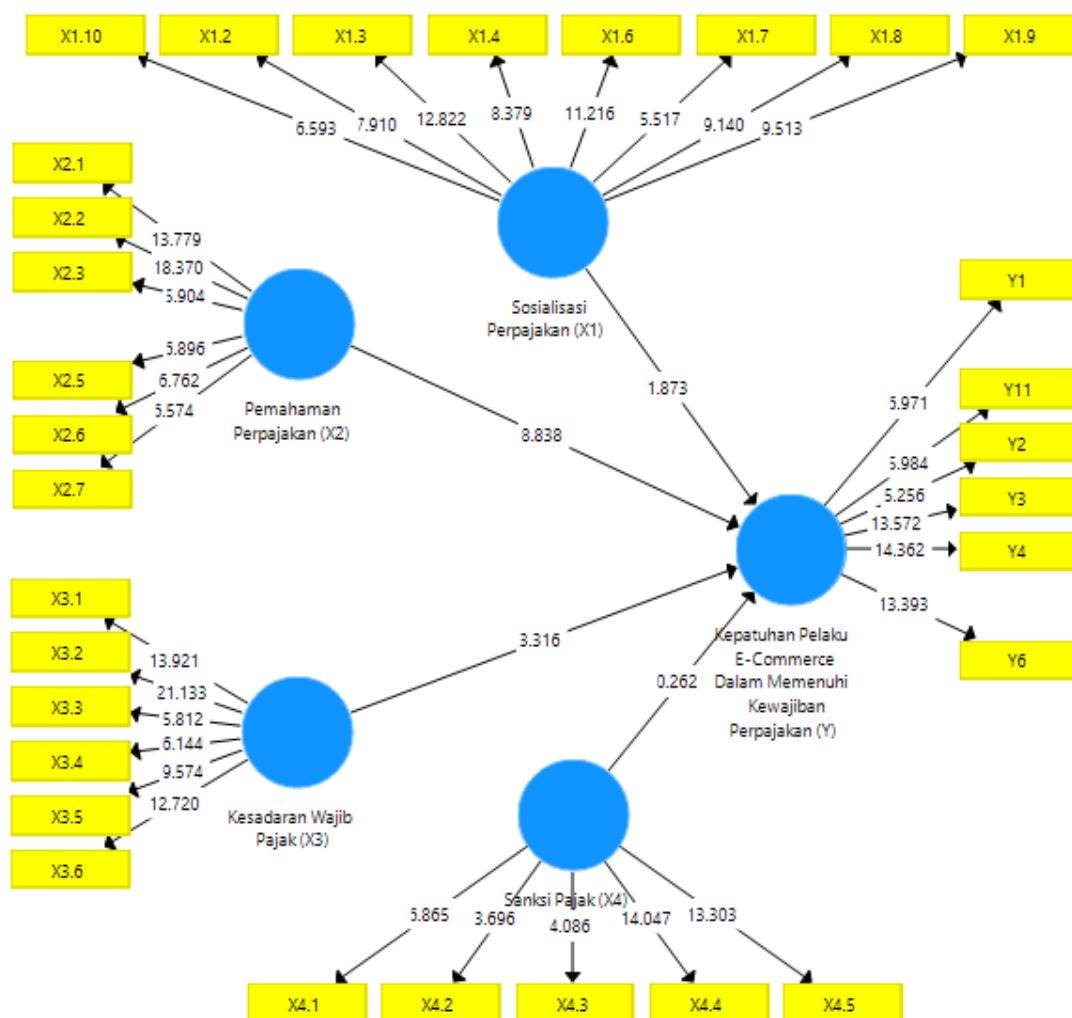 X1.10 X1.2 X1.3 X1.4 X1.6 X1.7 X1.8 X1.9
6.593 7.910 12.822 8.379 11.216 5.517 9.140 9.513
X2.1
X2.2
X2.3
X2.5
X2.6
X2.7
13.779
18.370
5.904
5.896
6.762
5.574
Pemahaman
Perpajakan (X2)
Sosialisasi
Perpajakan (X1)
1.873
8.838
3.316
0.262
Y1
Y11
Y2
Y3
Y4
Y6
5.971
5.984
5.256
13.572
14.362
13.393
Kepatuhan Pelaku
E-Commerce
Dalam Memenuhi
Kewajiban
Perpajakan (Y)
X3.1
X3.2
X3.3
X3.4
X3.5
X3.6
13.921
21.133
5.812
6.144
9.574
12.720
Kesadaran Wajib
Pajak (X3)
Sanksi Pajak (X4)
5.865 3.696 4.086 14.047 13.303
X4.1 X4.2 X4.3 X4.4 X4.5